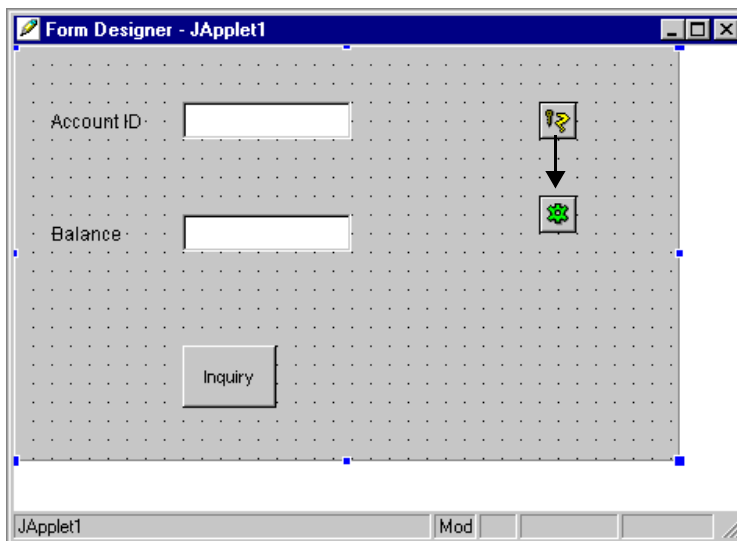 Form Designer - JApplet1
Account ID
Balance
Inquiry
JApplet1
Mod